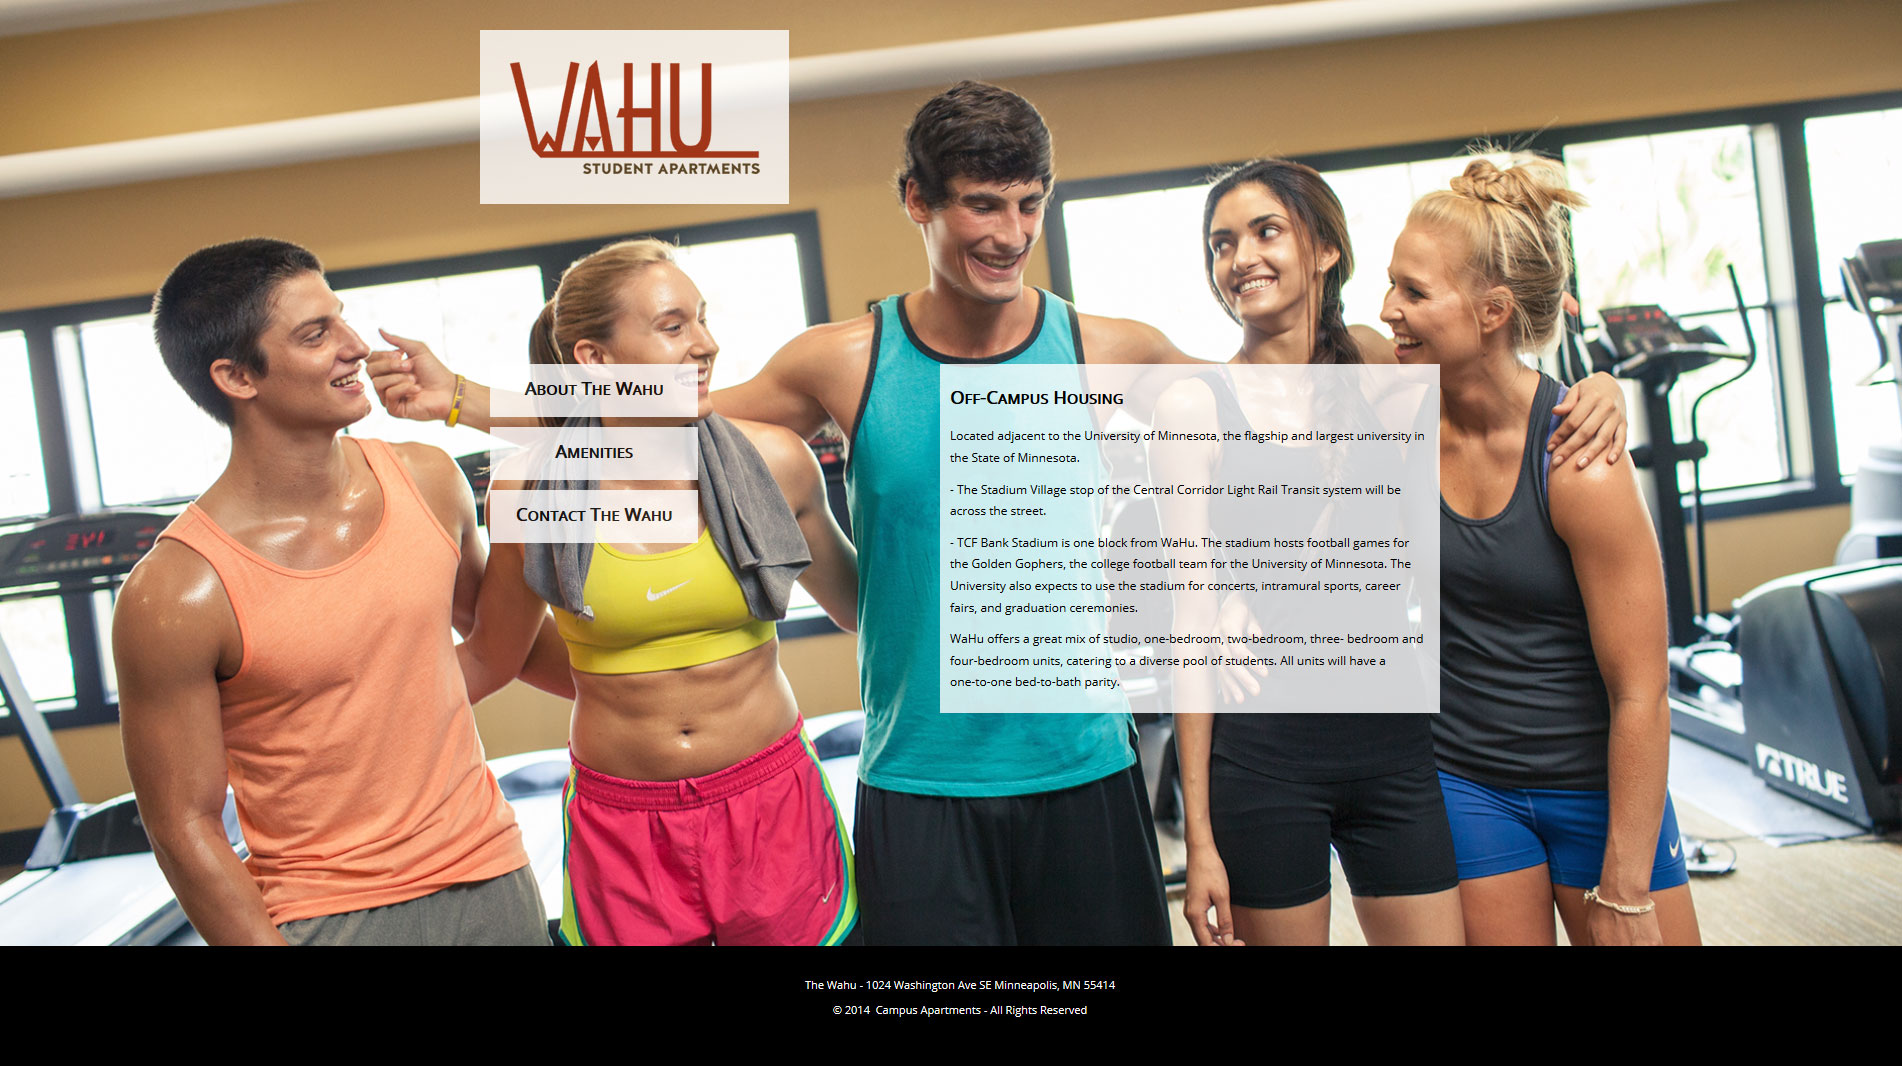 WAHU
STUDENT APARTMENTS
About The Wahu
Amenities
Contact The Wahu
Off-Campus Housing
Located adjacent to the University of Minnesota, the flagship and largest university in
the State of Minnesota.
- The Stadium Village stop of the Central Corridor Light Rail Transit system will be
across the street.
- TCF Bank Stadium is one block from WaHu. The stadium hosts football games for
the Golden Gophers, the college football team for the University of Minnesota. The
University also expects to use the stadium for concerts, intramural sports, career
fairs, and graduation ceremonies.
WaHu offers a great mix of studio, one-bedroom, two-bedroom, three- bedroom and
four-bedroom units, catering to a diverse pool of students. All units will have a
one-to-one bed-to-bath parity.
TRUE
The Wahu - 1024 Washington Ave SE Minneapolis, MN 55414
© 2014  Campus Apartments - All Rights Reserved